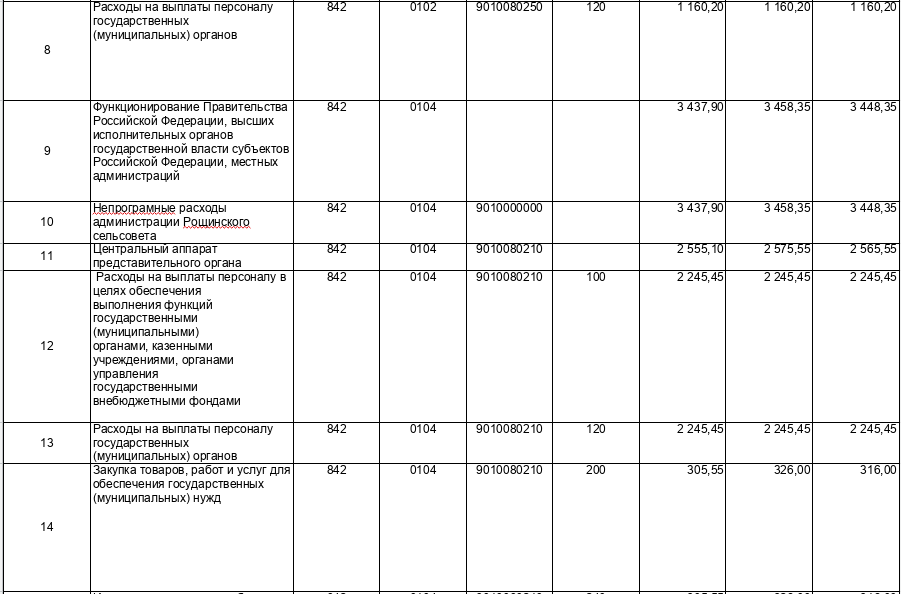 8 Расходы на выплаты персоналу 842 0102 9010080250 120 1 160,20 1 160,20 1 160,20
государственных
(муниципальных) органов
9 Функционирование Правительства 842 0104 3 437,90 3 458,35 3 448,35
Российской Федерации, высших
исполнительных органов
государственной власти субъектов
Российской Федерации, местных
администраций
10 Непрограмные расходы 842 0104 9010000000 3 437,90 3 458,35 3 448,35
администрации Рощинского
сельсовета
11 Центральный аппарат 842 0104 9010080210 2 555,10 2 575,55 2 565,55
представительного органа
12 Расходы на выплаты персоналу в 842 0104 9010080210 100 2 245,45 2 245,45 2 245,45
целях обеспечения
выполнения функций
государственными
(муниципальными)
органами, казенными
учреждениями, органами
управления
государственными
внебюджетными фондами
13 Расходы на выплаты персоналу 842 0104 9010080210 120 2 245,45 2 245,45 2 245,45
государственных
(муниципальных) органов
14 Закупка товаров, работ и услуг для 842 0104 9010080210 200 305,55 326,00 316,00
обеспечения государственных
(муниципальных) нужд